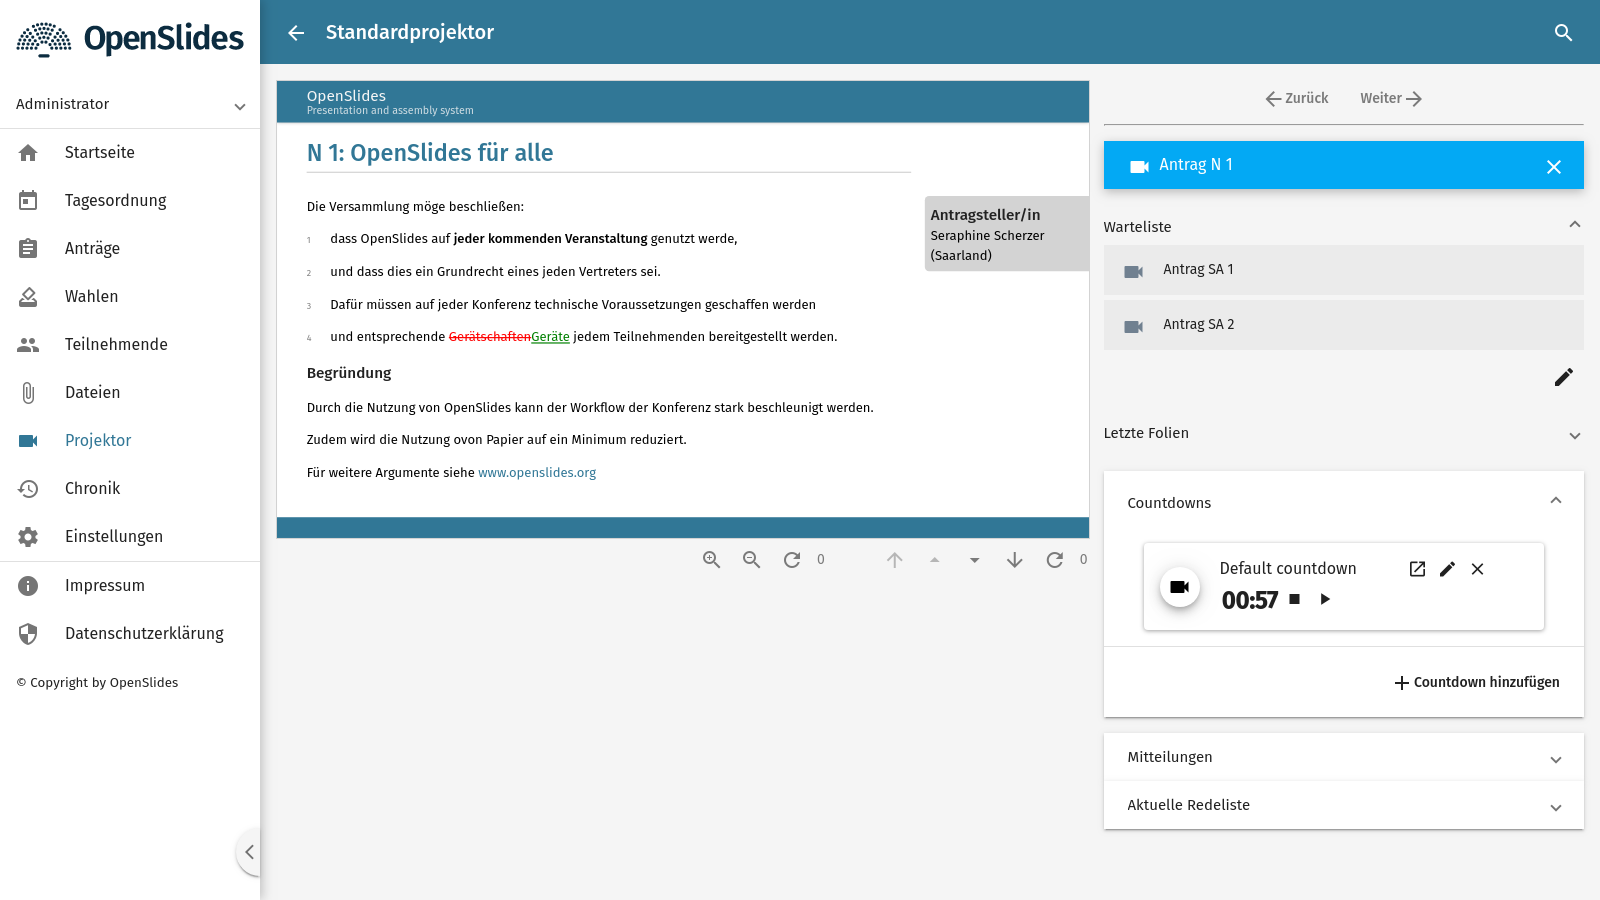 OpenSlides
Administrator
Startseite
Tagesordnung
Anträge
Wahlen
Teilnehmende
Dateien
Projektor
Chronik
Einstellungen
Impressum
Datenschutzerklärung
© Copyright by OpenSlides
Standardprojektor
OpenSlides
Presentation and assembly system
N 1: OpenSlides für alle
Die Versammlung möge beschließen:
1 dass OpenSlides auf jeder kommenden Veranstaltung genutzt werde,
2 und dass dies ein Grundrecht eines jeden Vertreters sei.
3 Dafür müssen auf jeder Konferenz technische Voraussetzungen geschaffen werden
4 und entsprechende GerätschaftenGeräte jedem Teilnehmenden bereitgestellt werden.
Antragsteller/in
Seraphine Scherzer
(Saarland)
Begründung
Durch die Nutzung von OpenSlides kann der Workflow der Konferenz stark beschleunigt werden.
Zudem wird die Nutzung ovon Papier auf ein Minimum reduziert.
Für weitere Argumente siehe www.openslides.org
0 0
Zurück Weiter
Antrag N 1
Warteliste
Antrag SA 1
Antrag SA 2
Letzte Folien
Countdowns
Default countdown
00:57
Countdown hinzufügen
Mitteilungen
Aktuelle Redeliste